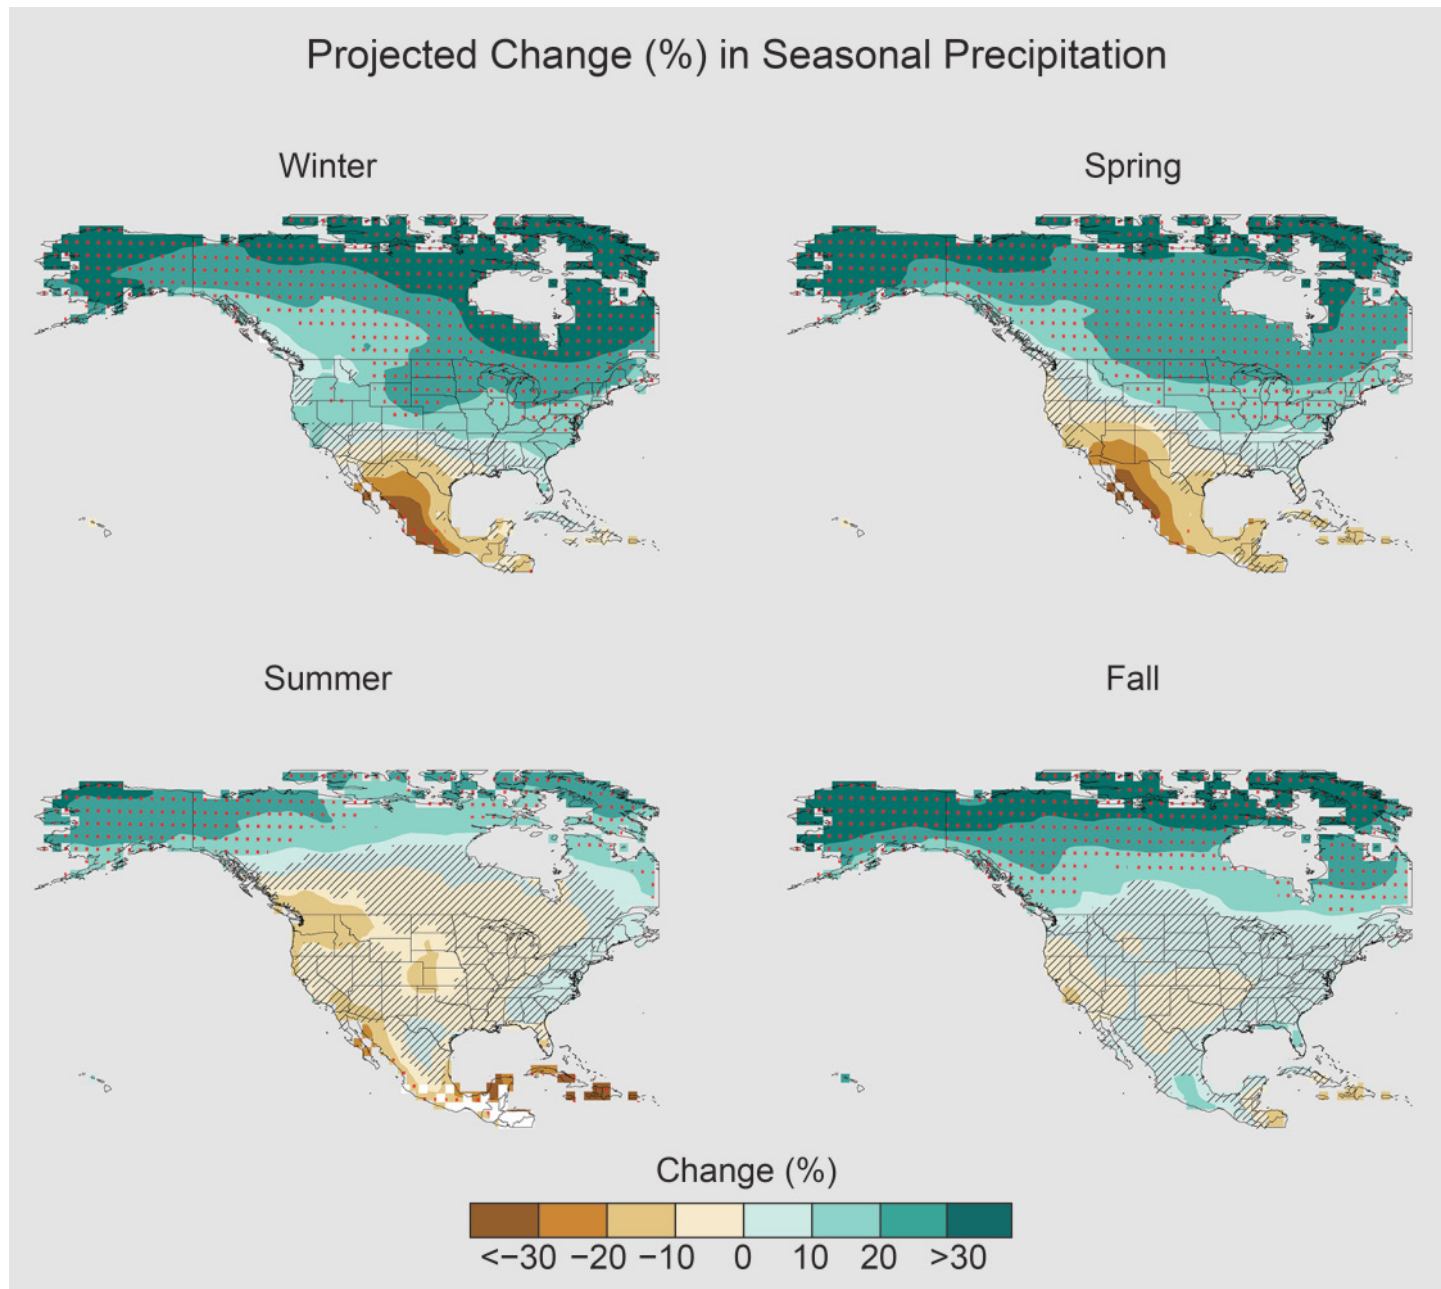 Projected Change (%) in Seasonal Precipitation
Winter
Spring
Summer
Fall
Change (%)
<−30 −20 −10 0 10 20 >30